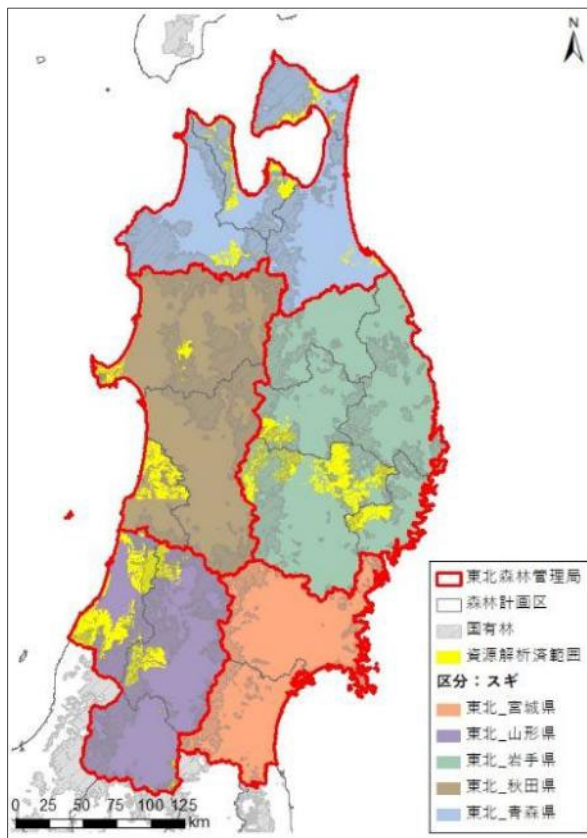 N
東北森林管理局
森林計画区
国有林
資源解析済範囲
区分：スギ
東北_宮城県
東北_山形県
東北_岩手県
東北_秋田県
東北_青森県
0 25 50 75 100 125
km